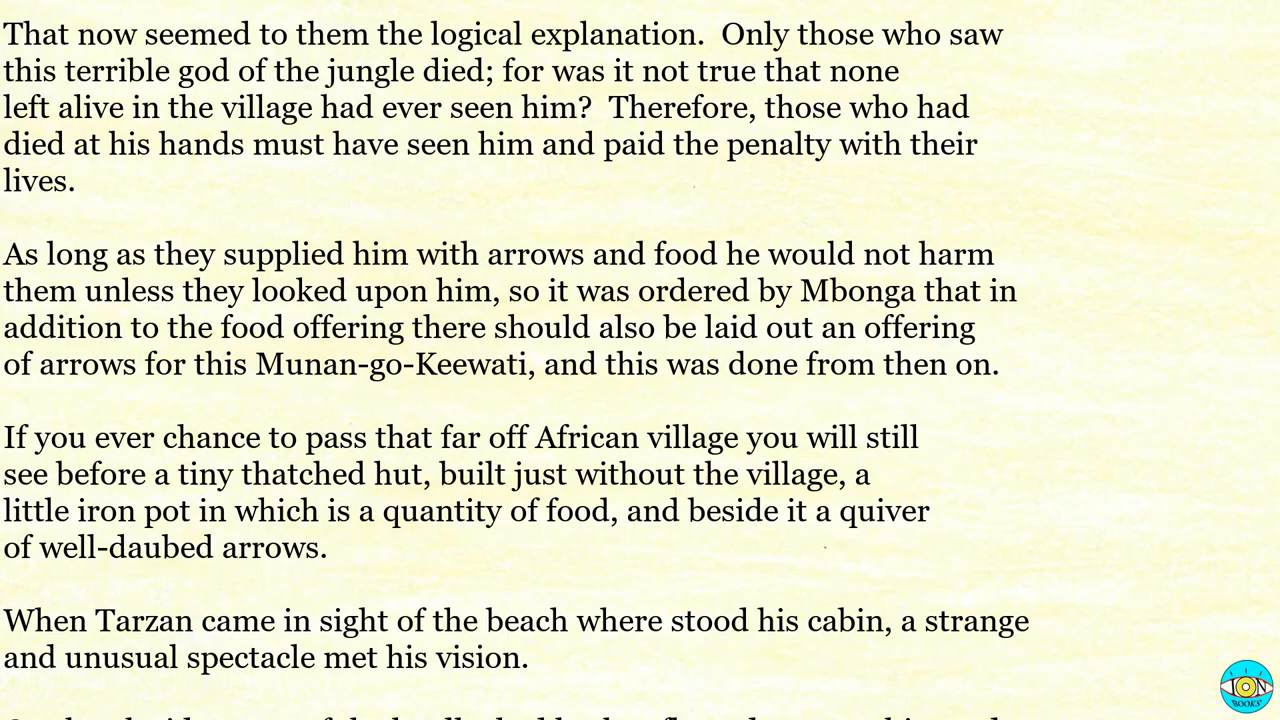 That now seemed to them the logical explanation.  Only those who saw
this terrible god of the jungle died; for was it not true that none
left alive in the village had ever seen him?  Therefore, those who had
died at his hands must have seen him and paid the penalty with their
lives.
As long as they supplied him with arrows and food he would not harm
them unless they looked upon him, so it was ordered by Mbonga that in
addition to the food offering there should also be laid out an offering
of arrows for this Munan-go-Keewati, and this was done from then on.
If you ever chance to pass that far off African village you will still
see before a tiny thatched hut, built just without the village, a
little iron pot in which is a quantity of food, and beside it a quiver
of well-daubed arrows.
When Tarzan came in sight of the beach where stood his cabin, a strange
and unusual spectacle met his vision.
ION
BOOKS